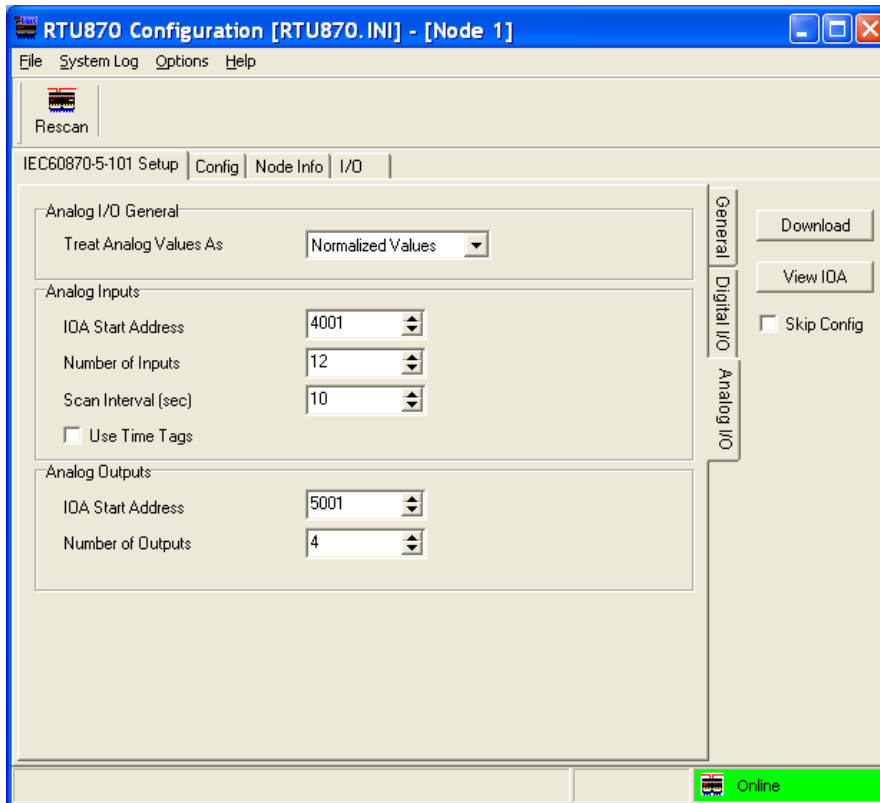 RTU870 Configuration [RTU870.INI] - [Node 1]
File System Log Options Help
Rescan
IEC60870-5-101 Setup Config Node Info I/O
Analog I/O General
Treat Analog Values As Normalized Values
Analog Inputs
IOA Start Address 4001
Number of Inputs 12
Scan Interval (sec) 10
Use Time Tags
Analog Outputs
IOA Start Address 5001
Number of Outputs 4
General
Digital I/O
Analog I/O
Download
View IOA
Skip Config
Online